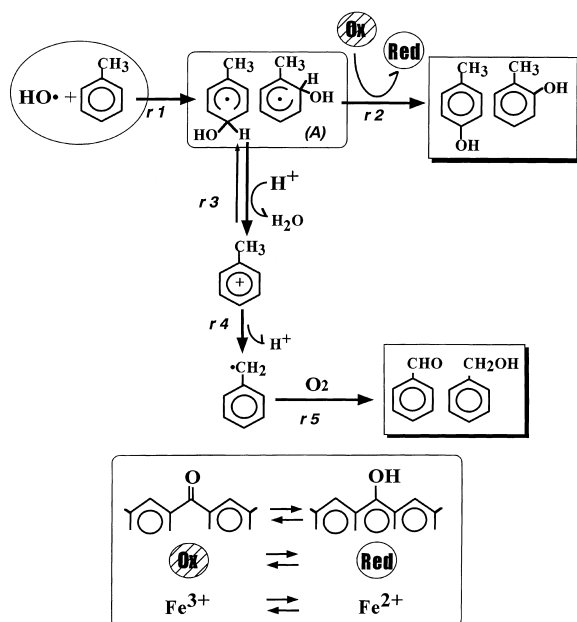 HO• +
CH3
r 1
CH3
HO
H
CH3
H
OH
(A)
Ox
Red
r 2
CH3
OH
CH3
OH
r 3
H+
H2O
CH3
+
r 4
H+
•CH2
O2
r 5
CHO
CH2OH
O
OH
Ox
Red
Fe3+
Fe2+